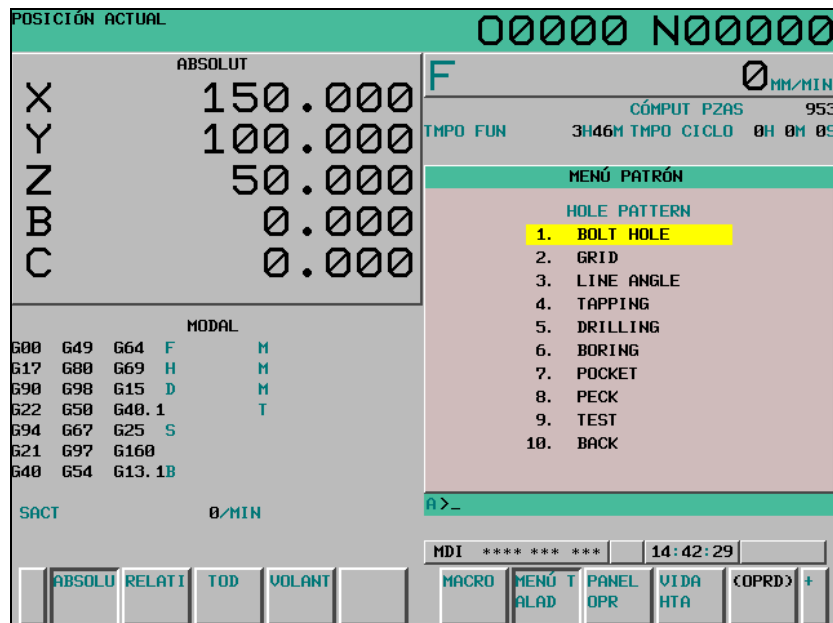 POSICIÓN ACTUAL
O0000 N00000
ABSOLUT
X 150.000
Y 100.000
Z 50.000
B 0.000
C 0.000
F 0 MM/MIN
CÓMPUT PZAS 953
TMPO FUN 3H46M TMPO CICLO 0H 0M 0S
MENÚ PATRÓN
HOLE PATTERN
1. BOLT HOLE
2. GRID
3. LINE ANGLE
4. TAPPING
5. DRILLING
6. BORING
7. POCKET
8. PECK
9. TEST
10. BACK
MODAL
G00 G49 G64 F M
G17 G80 G69 H M
G90 G98 G15 D M
G22 G50 G40.1 T
G94 G67 G25 S
G21 G97 G160
G40 G54 G13.1B
SACT 0/MIN
A>_
MDI **** *** *** 14:42:29
ABSOLU RELATI TOD VOLANT
MACRO MENÚ T PANEL VIDA (OPRD) +
ALAD OPR HTA